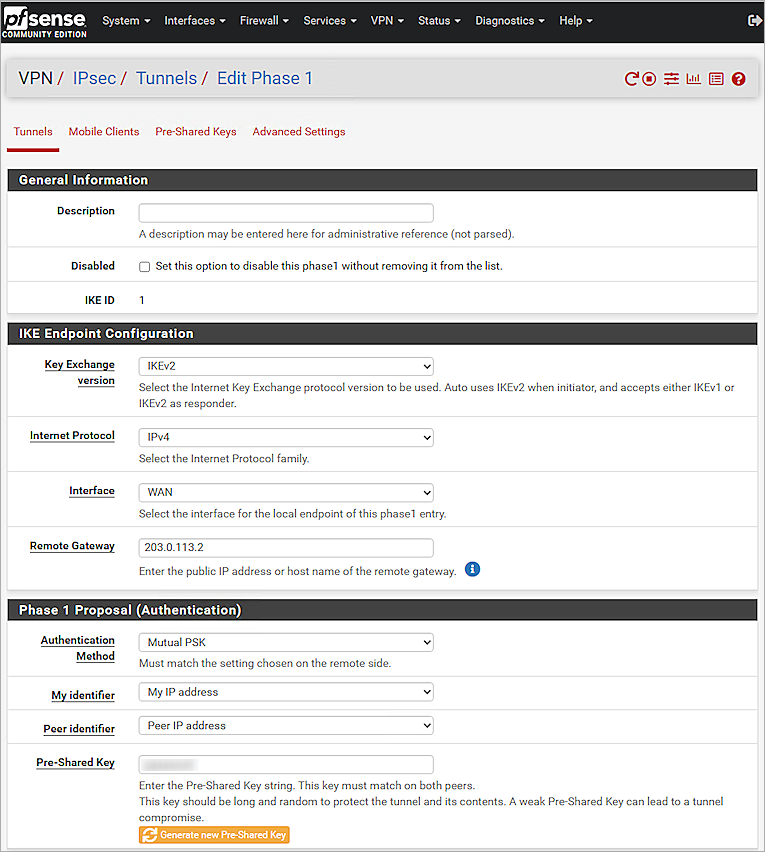 pfsense
COMMUNITY EDITION
System Interfaces Firewall Services VPN Status Diagnostics Help
VPN / IPsec / Tunnels / Edit Phase 1
Tunnels Mobile Clients Pre-Shared Keys Advanced Settings
General Information
Description
A description may be entered here for administrative reference (not parsed).
Disabled Set this option to disable this phase1 without removing it from the list.
IKE ID 1
IKE Endpoint Configuration
Key Exchange
version
IKEv2
Select the Internet Key Exchange protocol version to be used. Auto uses IKEv2 when initiator, and accepts either IKEv1 or
IKEv2 as responder.
Internet Protocol IPv4
Select the Internet Protocol family.
Interface WAN
Select the interface for the local endpoint of this phase1 entry.
Remote Gateway 203.0.113.2
Enter the public IP address or host name of the remote gateway.
Phase 1 Proposal (Authentication)
Authentication
Method
Mutual PSK
Must match the setting chosen on the remote side.
My identifier My IP address
Peer identifier Peer IP address
Pre-Shared Key
Enter the Pre-Shared Key string. This key must match on both peers.
This key should be long and random to protect the tunnel and its contents. A weak Pre-Shared Key can lead to a tunnel
compromise.
Generate new Pre-Shared Key